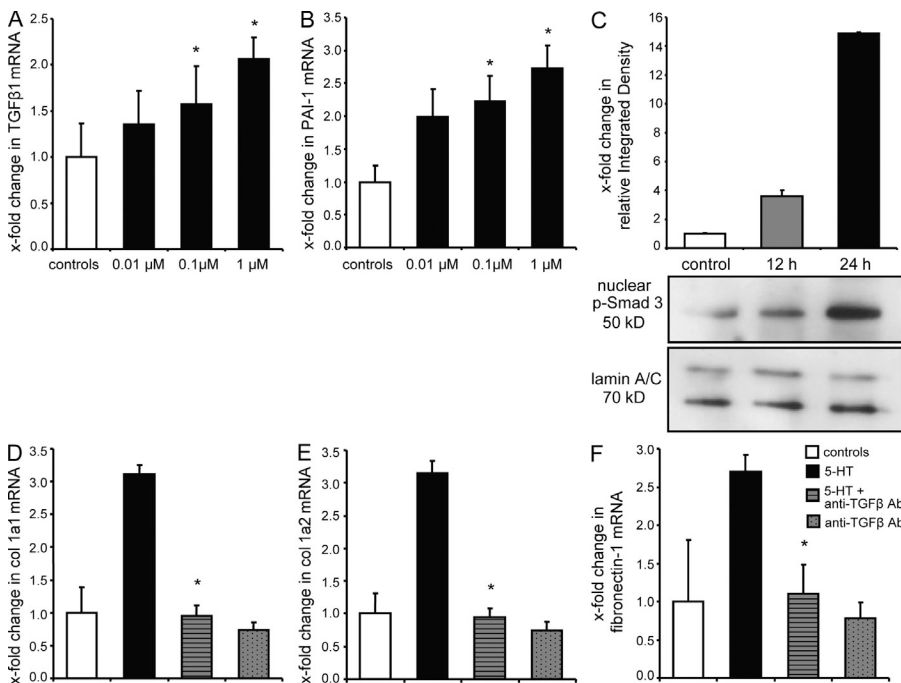 A
x-fold change in TGFβ1 mRNA
2.5
2.0
1.5
1.0
0.5
0.0
*
*
controls
0.01 µM
0.1µM
1 µM
B
x-fold change in PAI-1 mRNA
3.5
3.0
2.5
2.0
1.5
1.0
0.5
0.0
*
*
controls
0.01 µM
0.1µM
1 µM
C
x-fold change in
relative Integrated Density
16
14
12
10
8
6
4
2
0
control
12 h
24 h
nuclear
p-Smad 3
50 kD
lamin A/C
70 kD
D
x-fold change in col 1a1 mRNA
3.5
3.0
2.5
2.0
1.5
1.0
0.5
0.0
*
E
x-fold change in col 1a2 mRNA
3.5
3.0
2.5
2.0
1.5
1.0
0.5
0.0
*
F
x-fold change in
fibronectin-1 mRNA
3.0
2.5
2.0
1.5
1.0
0.5
0.0
*
controls
5-HT
5-HT +
anti-TGFβ Ab
anti-TGFβ Ab